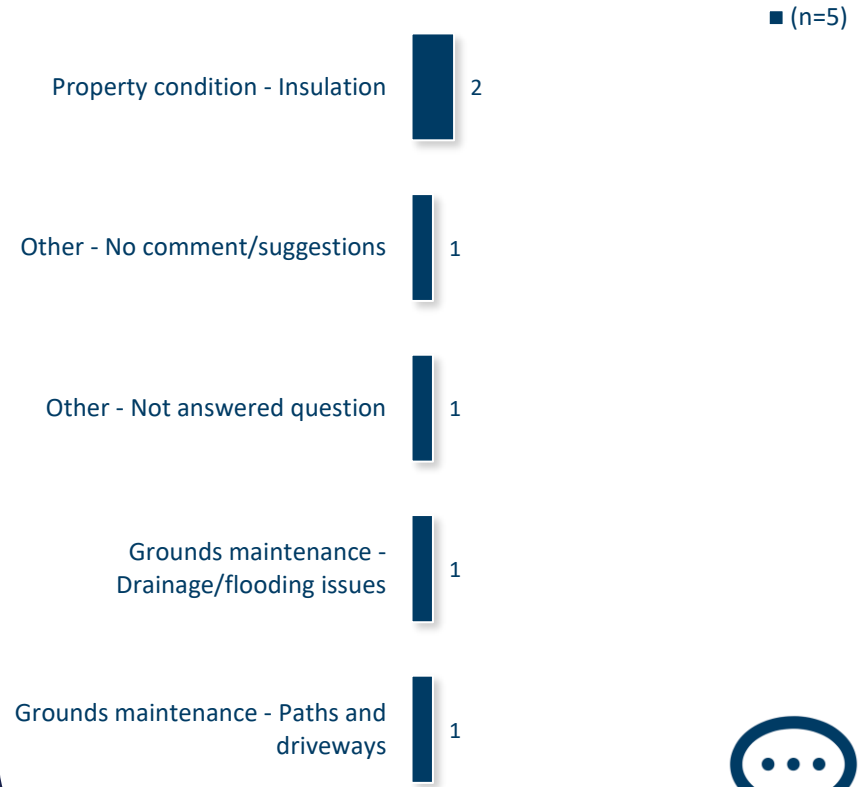 (n=5)
Property condition - Insulation
2
Other - No comment/suggestions
1
Other - Not answered question
1
Grounds maintenance -
Drainage/flooding issues
1
Grounds maintenance - Paths and
driveways
1